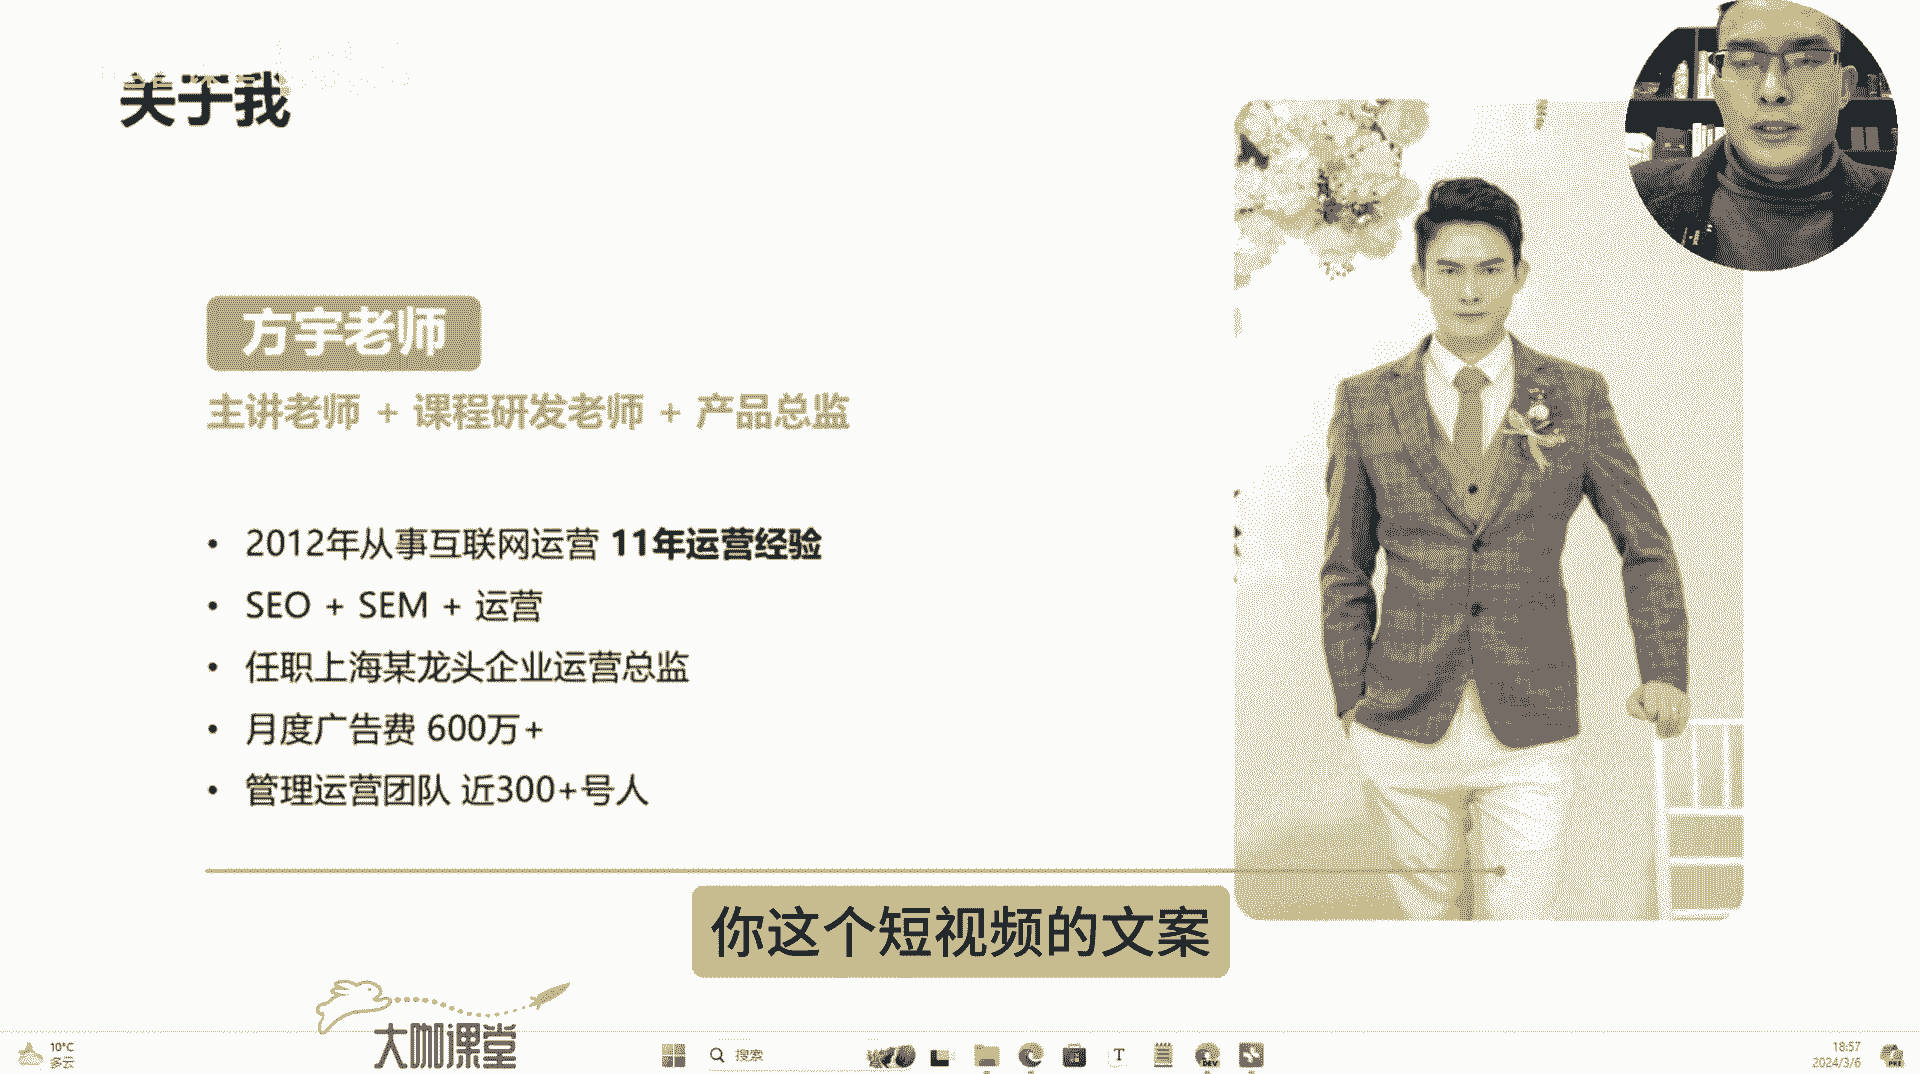 关于我
方宇老师
主讲老师 + 课程研发老师 + 产品总监
• 2012年从事互联网运营 11年运营经验
• SEO + SEM + 运营
• 任职上海某龙头企业运营总监
• 月度广告费 600万+
• 管理运营团队 近300+号人
你这个短视频的文案
大咖课堂
10°C
多云
搜索
T
DEV
18:57
2024/3/6
PRE